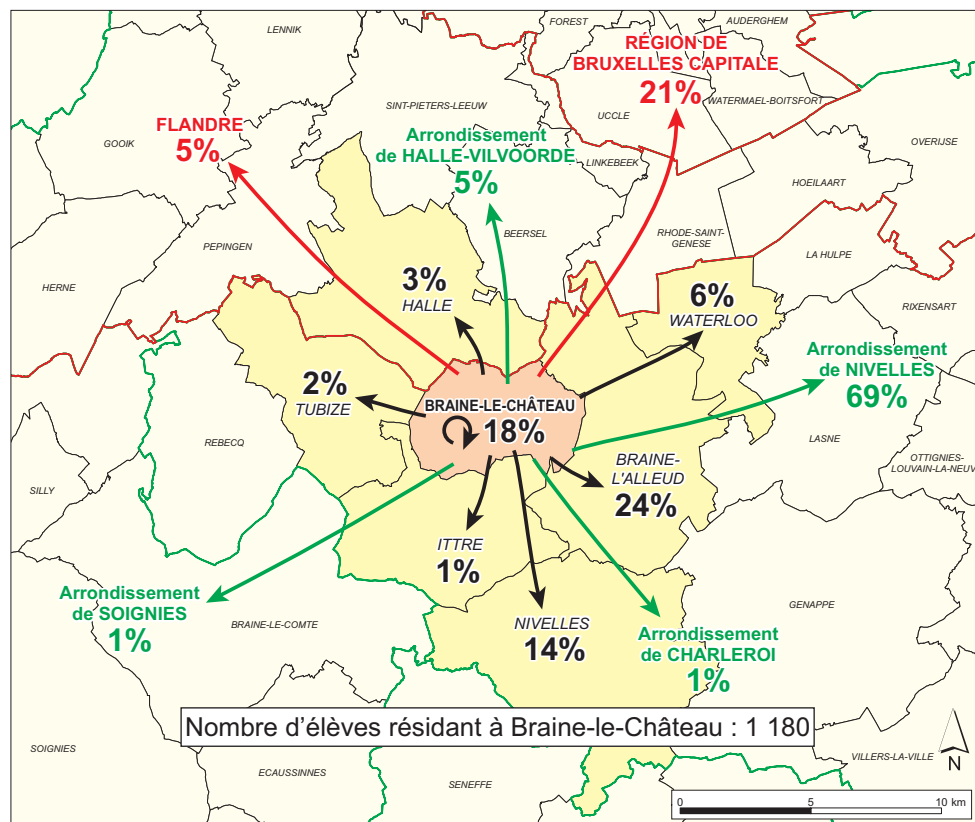 LENNIK
FOREST
AUDERGHEM
RÉGION DE
BRUXELLES CAPITALE
21%
SINT-PIETERS-LEEUW
UCCLE
WATERMAEL-BOITSFORT
FLANDRE
5%
GOOIK
Arrondissement
de HALLE-VILVOORDE
5%
LINKEBEEK
OVERIJSE
HOEILAART
BEERSEL
RHODE-SAINT-
GENESE
PEPINGEN
LA HULPE
HERNE
3%
HALLE
6%
WATERLOO
RIXENSART
Arrondissement
de NIVELLES
69%
2%
TUBIZE
BRAINE-LE-CHÂTEAU
18%
REBECQ
LASNE
BRAINE-
L'ALLEUD
24%
OTTIGNIES-
LOUVAIN-LA-NEUV
SILLY
ITTRE
1%
Arrondissement
de SOIGNIES
1%
BRAINE-LE-COMTE
NIVELLES
14%
GENAPPE
Arrondissement
de CHARLEROI
1%
Nombre d'élèves résidant à Braine-le-Château : 1 180
SOIGNIES
ECAUSSINNES
SENEFFE
VILLERS-LA-VILLE
N
0 5 10 km